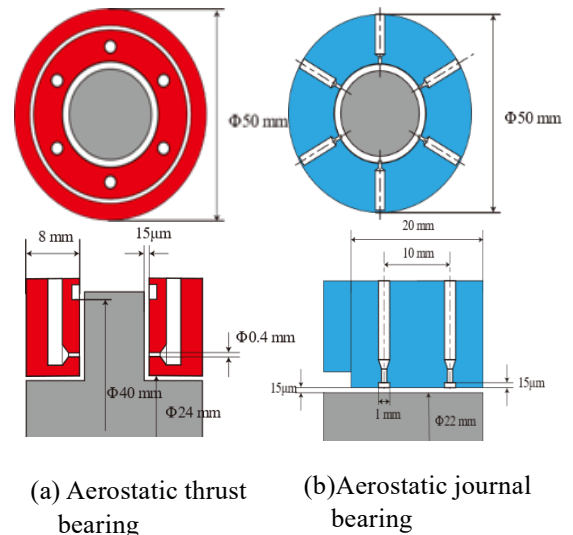 Φ50 mm
Φ50 mm
8 mm
15μm
Φ0.4 mm
Φ40 mm
Φ24 mm
20 mm
10 mm
15μm
15μm
1 mm
Φ22 mm
(a) Aerostatic thrust
bearing
(b)Aerostatic journal
bearing